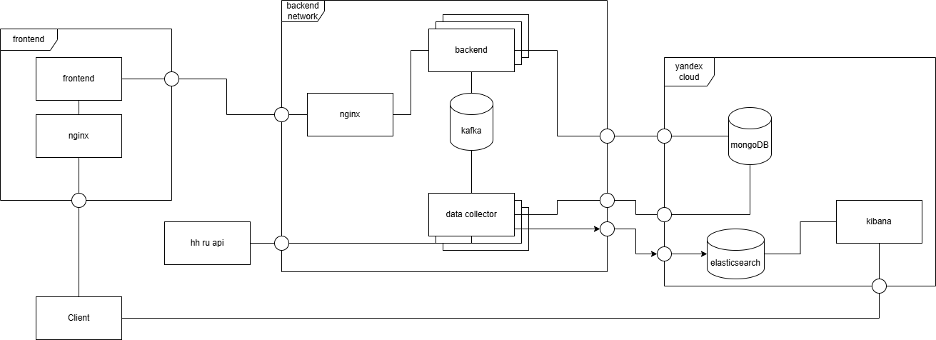 frontend
frontend
nginx
backend
network
backend
nginx
kafka
data collector
hh ru api
Client
yandex
cloud
mongoDB
elasticsearch
kibana